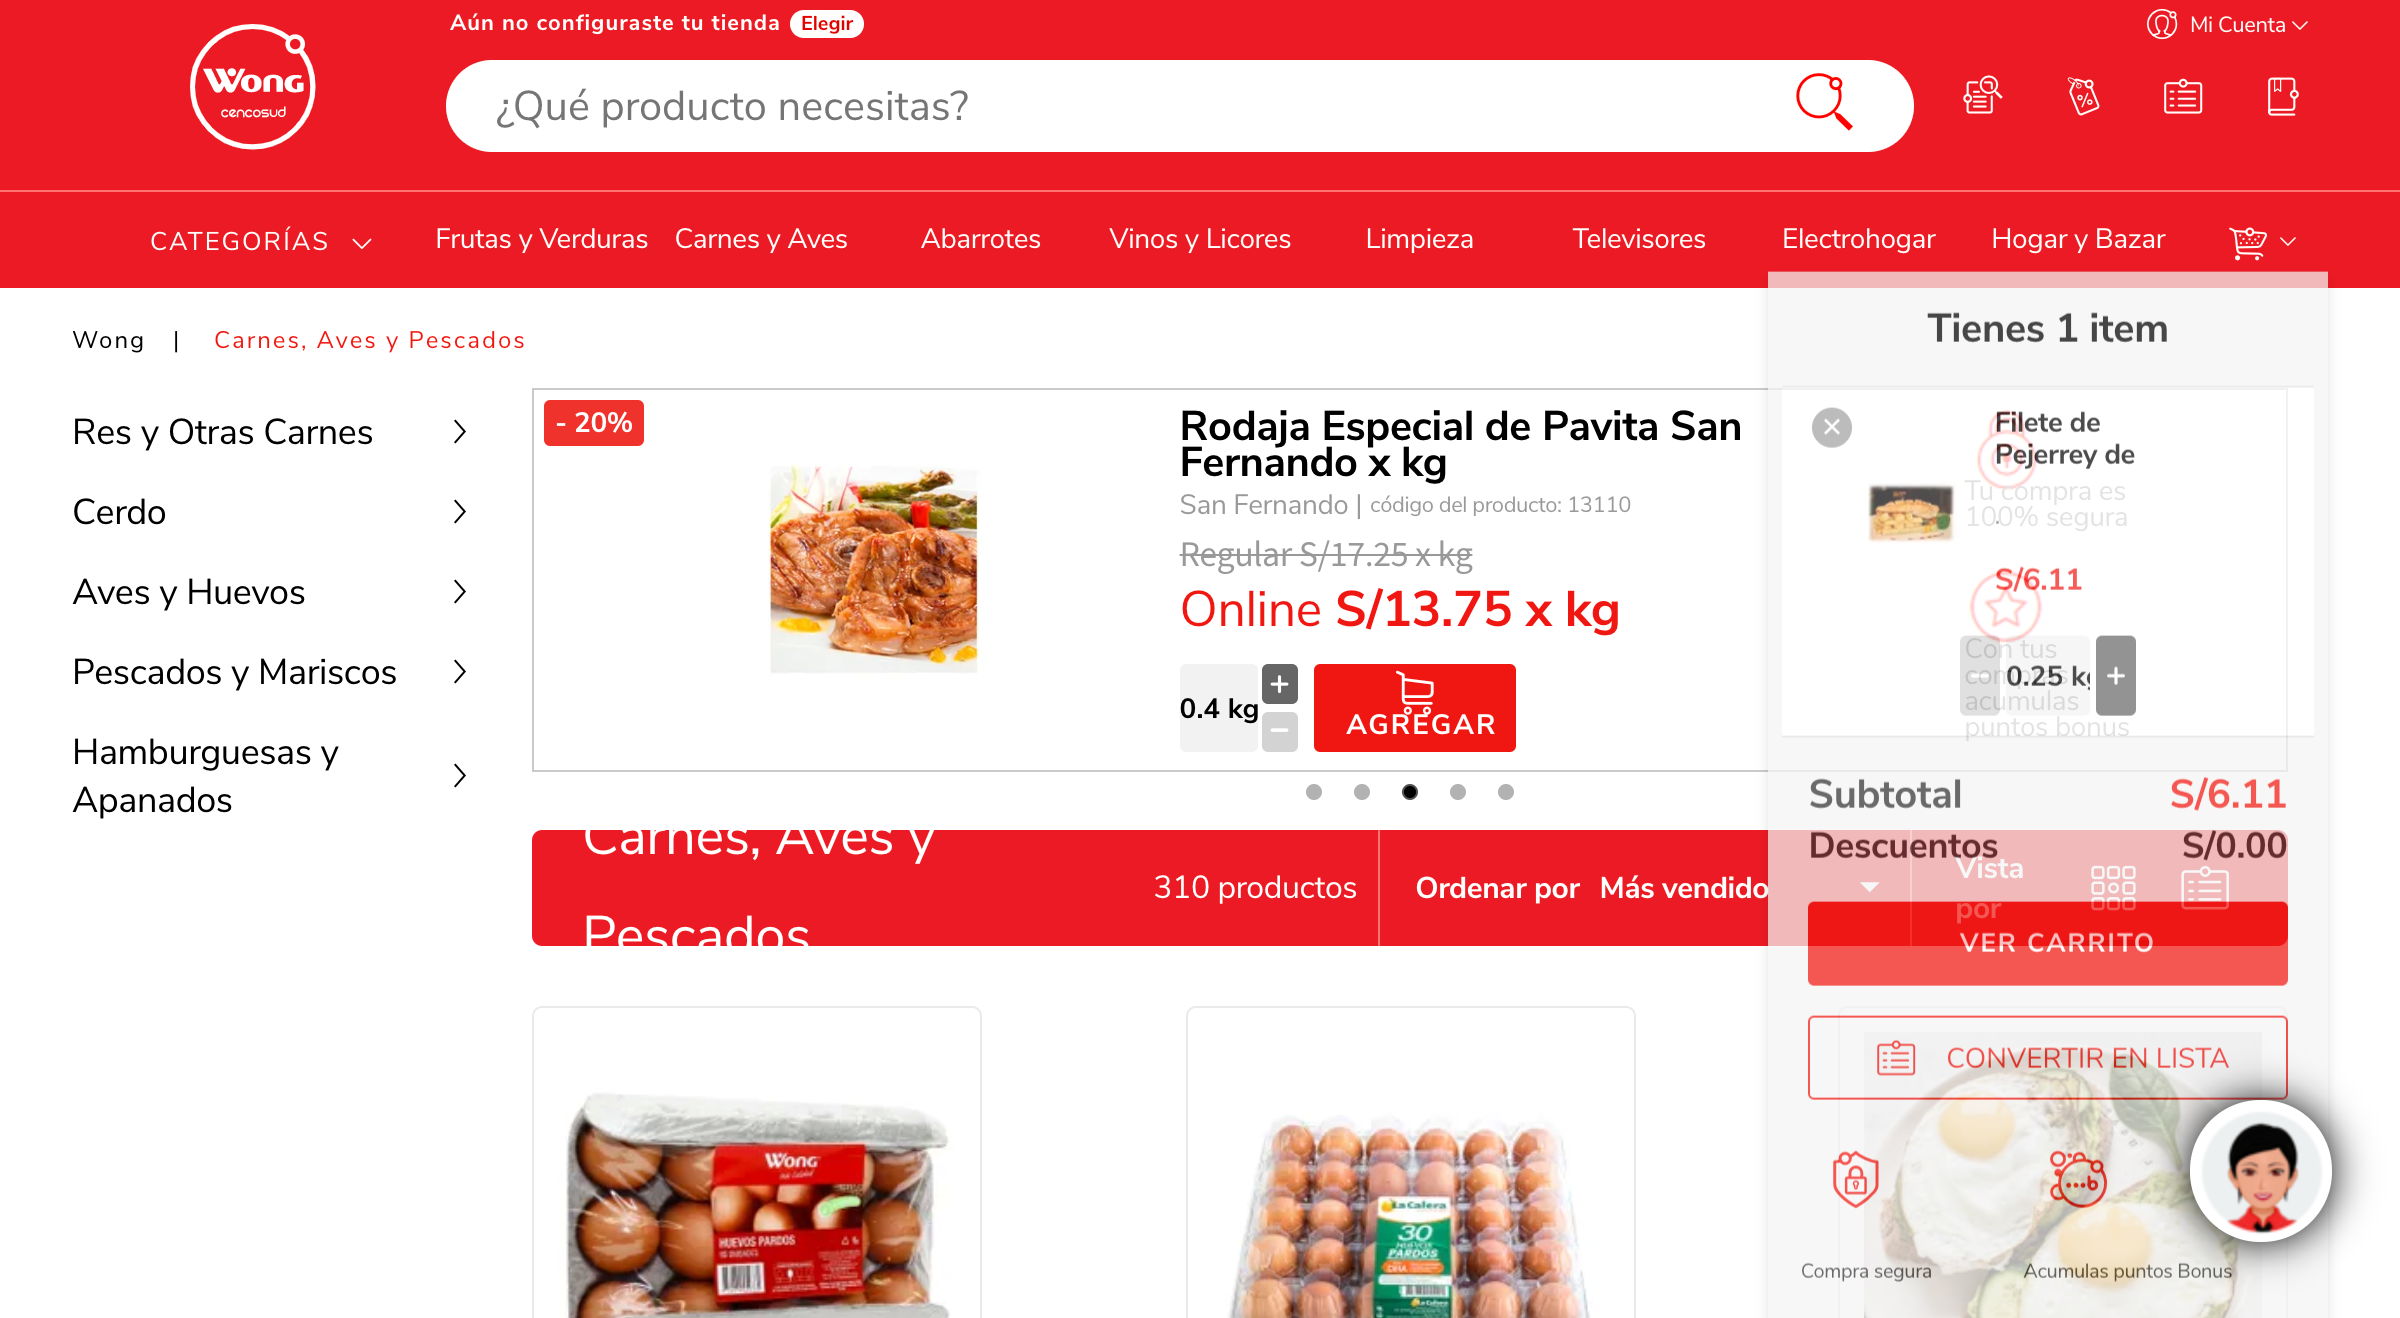 Aún no configuraste tu tienda Elegir
Mi Cuenta
Wong
cencosud
¿Qué producto necesitas?
CATEGORÍAS
Frutas y Verduras
Carnes y Aves
Abarrotes
Vinos y Licores
Limpieza
Televisores
Electrohogar
Hogar y Bazar
Wong | Carnes, Aves y Pescados
Res y Otras Carnes
Cerdo
Aves y Huevos
Pescados y Mariscos
Hamburguesas y
Apanados
- 20%
Rodaja Especial de Pavita San
Fernando x kg
San Fernando | código del producto: 13110
Regular S/17.25 x kg
Online S/13.75 x kg
0.4 kg
+
−
AGREGAR
Carnes, Aves y
Pescados
310 productos
Ordenar por Más vendido
Vista
por
Tienes 1 item
Filete de
Pejerrey de
Tu compra es
100% segura
S/6.11
Con tus
compras
acumulas
puntos bonus
0.25 kg
+
Subtotal S/6.11
Descuentos S/0.00
VER CARRITO
CONVERTIR EN LISTA
Compra segura
Acumulas puntos Bonus
Wong
HUEVOS PARDOS
La Calera
30
HUEVOS
PARDOS
La Calera